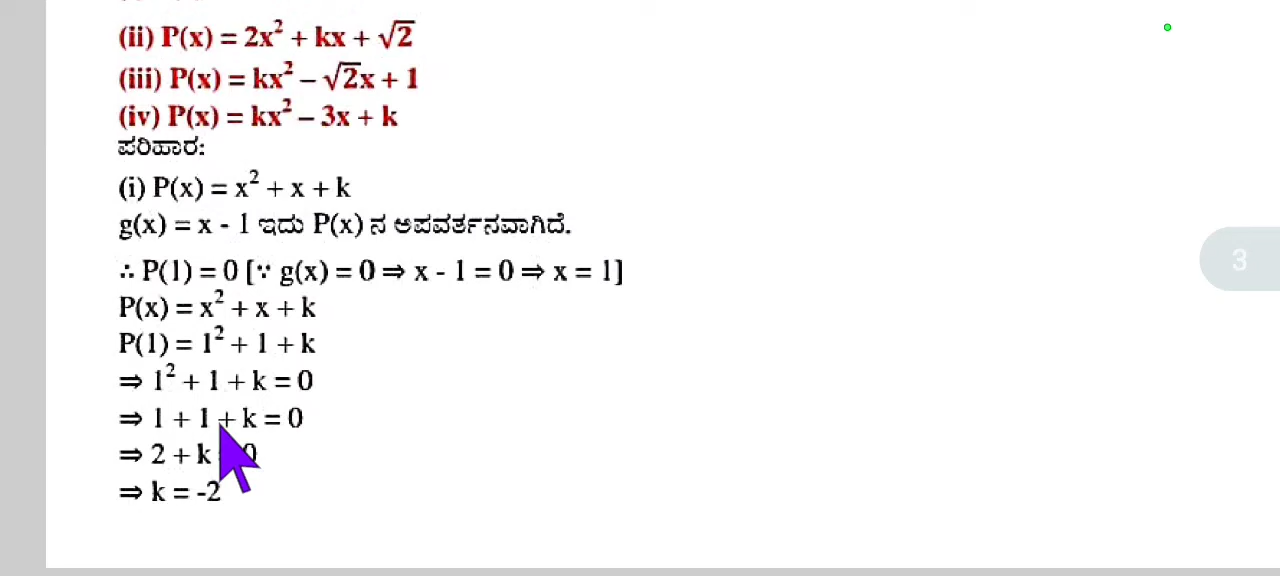 (ii) P(x) = 2x² + kx + √2
(iii) P(x) = kx² – √2x + 1
(iv) P(x) = kx² – 3x + k
ಪರಿಹಾರ:
(i) P(x) = x² + x + k
g(x) = x - 1 ಇದು P(x) ನ ಅಪವರ್ತನವಾಗಿದೆ.
∴ P(1) = 0 [∵ g(x) = 0 ⇒ x - 1 = 0 ⇒ x = 1]
3
P(x) = x² + x + k
P(1) = 1² + 1 + k
⇒ 1² + 1 + k = 0
⇒ 1 + 1 + k = 0
⇒ 2 + k 0
⇒ k = -2